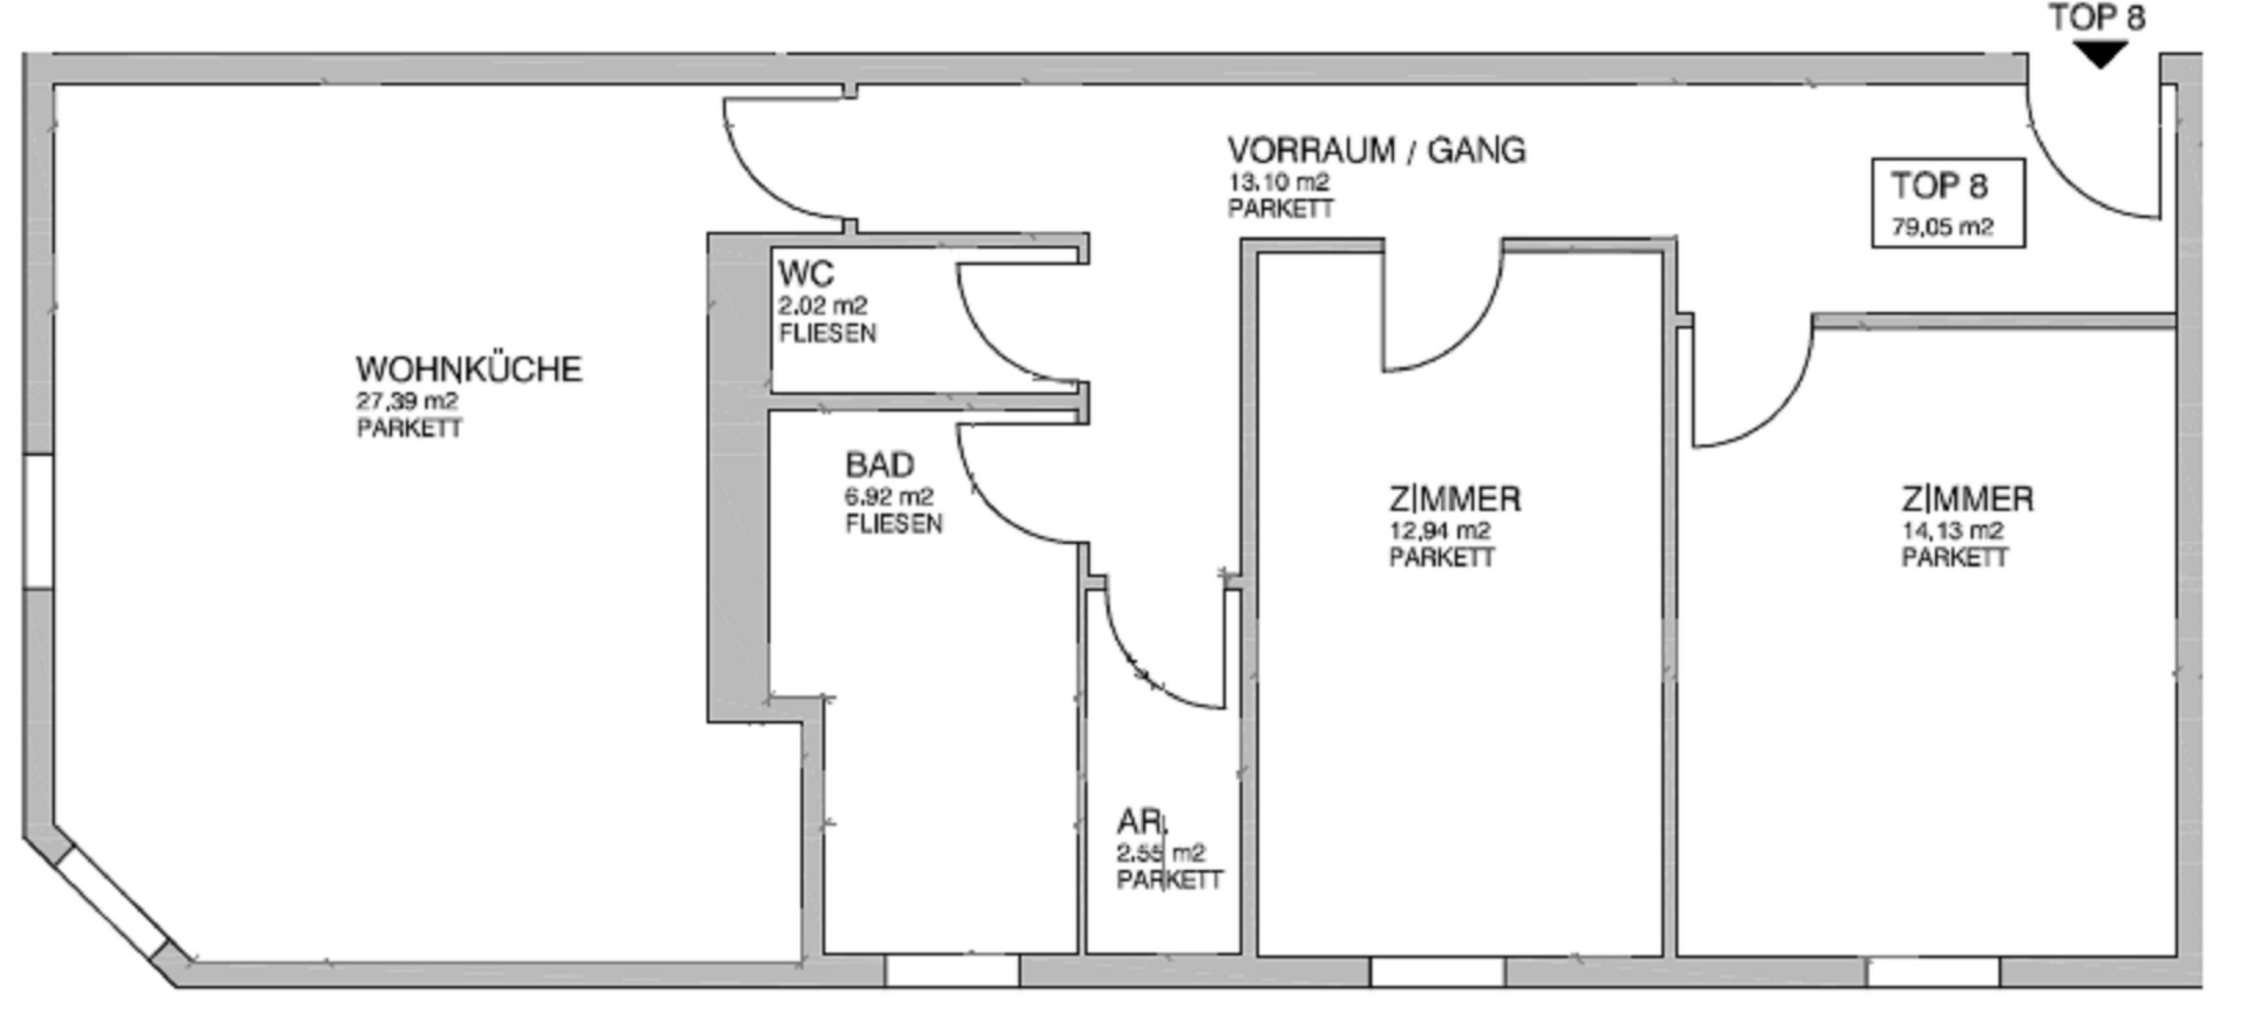 TOP 8
VORRAUM / GANG
13.10 m2
PARKETT
TOP 8
79,05 m2
WC
2.02 m2
FLIESEN
WOHNKÜCHE
27,39 m2
PARKETT
BAD
6.92 m2
FLIESEN
ZIMMER
12,94 m2
PARKETT
ZIMMER
14,13 m2
PARKETT
AR.
2.55 m2
PARKETT